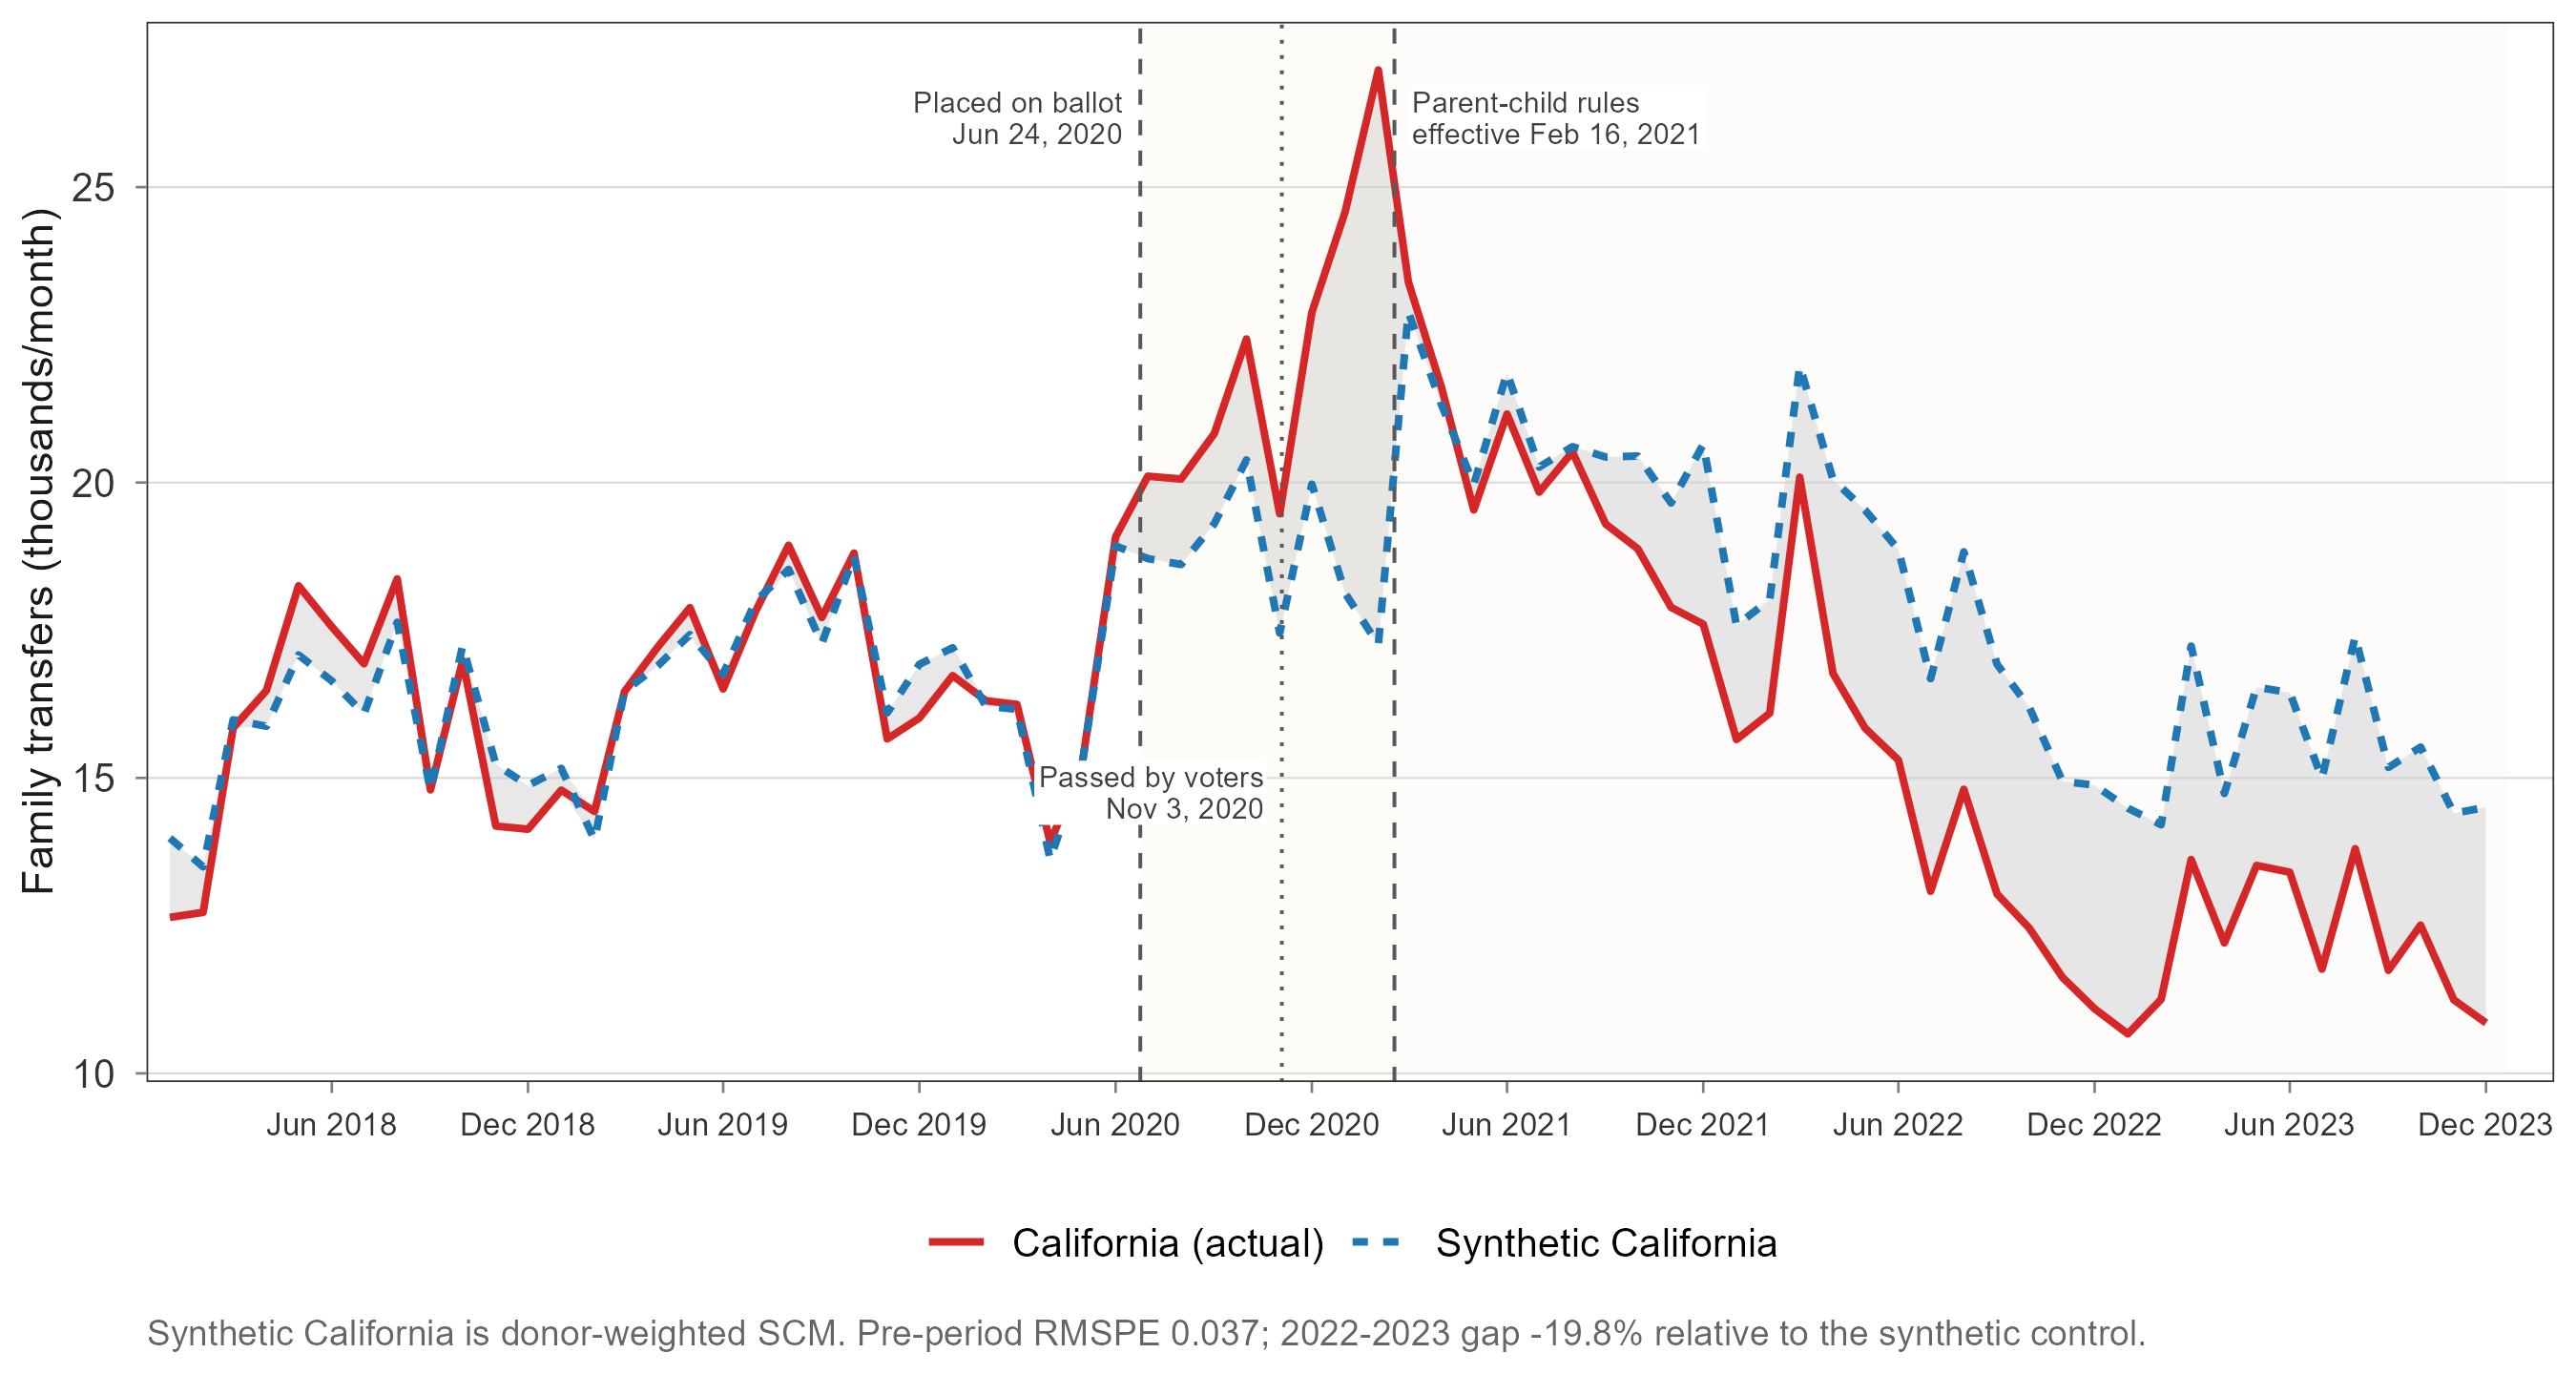 Family transfers (thousands/month)
25
20
15
10
Placed on ballot
Jun 24, 2020
Parent-child rules
effective Feb 16, 2021
Passed by voters
Nov 3, 2020
Jun 2018
Dec 2018
Jun 2019
Dec 2019
Jun 2020
Dec 2020
Jun 2021
Dec 2021
Jun 2022
Dec 2022
Jun 2023
Dec 2023
California (actual)
Synthetic California
Synthetic California is donor-weighted SCM. Pre-period RMSPE 0.037; 2022-2023 gap -19.8% relative to the synthetic control.